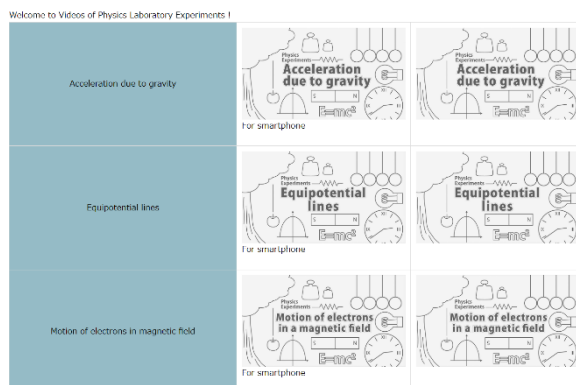 Welcome to Videos of Physics Laboratory Experiments !
Acceleration due to gravity
Physics
Experiments
Acceleration
due to gravity
S N
E=mc²
For smartphone
Physics
Experiments
Acceleration
due to gravity
S N
E=mc²
Equipotential lines
Physics
Experiments
Equipotential
lines
S N
E=mc²
For smartphone
Physics
Experiments
Equipotential
lines
S N
E=mc²
Motion of electrons in magnetic field
Physics
Experiments
Motion of electrons
in a magnetic field
S N
E=mc²
For smartphone
Physics
Experiments
Motion of electrons
in a magnetic field
S N
E=mc²